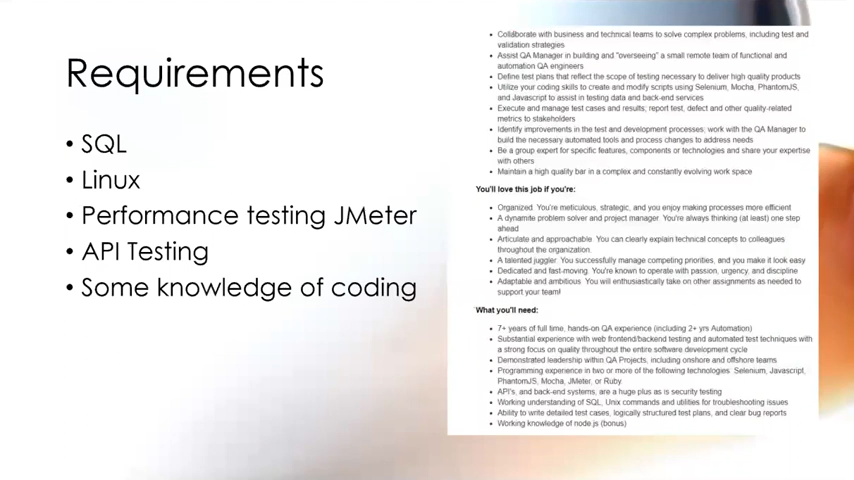 Requirements
• SQL
• Linux
• Performance testing JMeter
• API Testing
• Some knowledge of coding
• Collaborate with business and technical teams to solve complex problems, including test and
validation strategies
• Assist QA Manager in building and "overseeing" a small remote team of functional and
automation QA engineers
• Define test plans that reflect the scope of testing necessary to deliver high quality products
• Utilize your coding skills to create and modify scripts using Selenium, Mocha, PhantomJS,
and Javascript to assist in testing data and back-end services
• Execute and manage test cases and results, report test, defect and other quality-related
metrics to stakeholders
• Identify improvements in the test and development processes; work with the QA Manager to
build the necessary automated tools and process changes to address needs
• Be a group expert for specific features, components or technologies and share your expertise
with others
• Maintain a high quality bar in a complex and constantly evolving work space
You'll love this job if you're:
• Organized. You're meticulous, strategic, and you enjoy making processes more efficient
• A dynamite problem solver and project manager. You're always thinking (at least) one step
ahead
• Articulate and approachable. You can clearly explain technical concepts to colleagues
throughout the organization.
• A talented juggler. You successfully manage competing priorities, and you make it look easy
• Dedicated and fast-moving. You're known to operate with passion, urgency, and discipline
• Adaptable and ambitious. You will enthusiastically take on other assignments as needed to
support your team!
What you'll need:
• 7+ years of full time, hands-on QA experience (including 2+ yrs Automation)
• Substantial experience with web frontend/backend testing and automated test techniques with
a strong focus on quality throughout the entire software development cycle
• Demonstrated leadership within QA Projects, including onshore and offshore teams
• Programming experience in two or more of the following technologies: Selenium, Javascript,
PhantomJS, Mocha, JMeter, or Ruby
• API's, and back-end systems, are a huge plus as is security testing
• Working understanding of SQL, Unix commands and utilities for troubleshooting issues
• Ability to write detailed test cases, logically structured test plans, and clear bug reports
• Working knowledge of node.js (bonus)